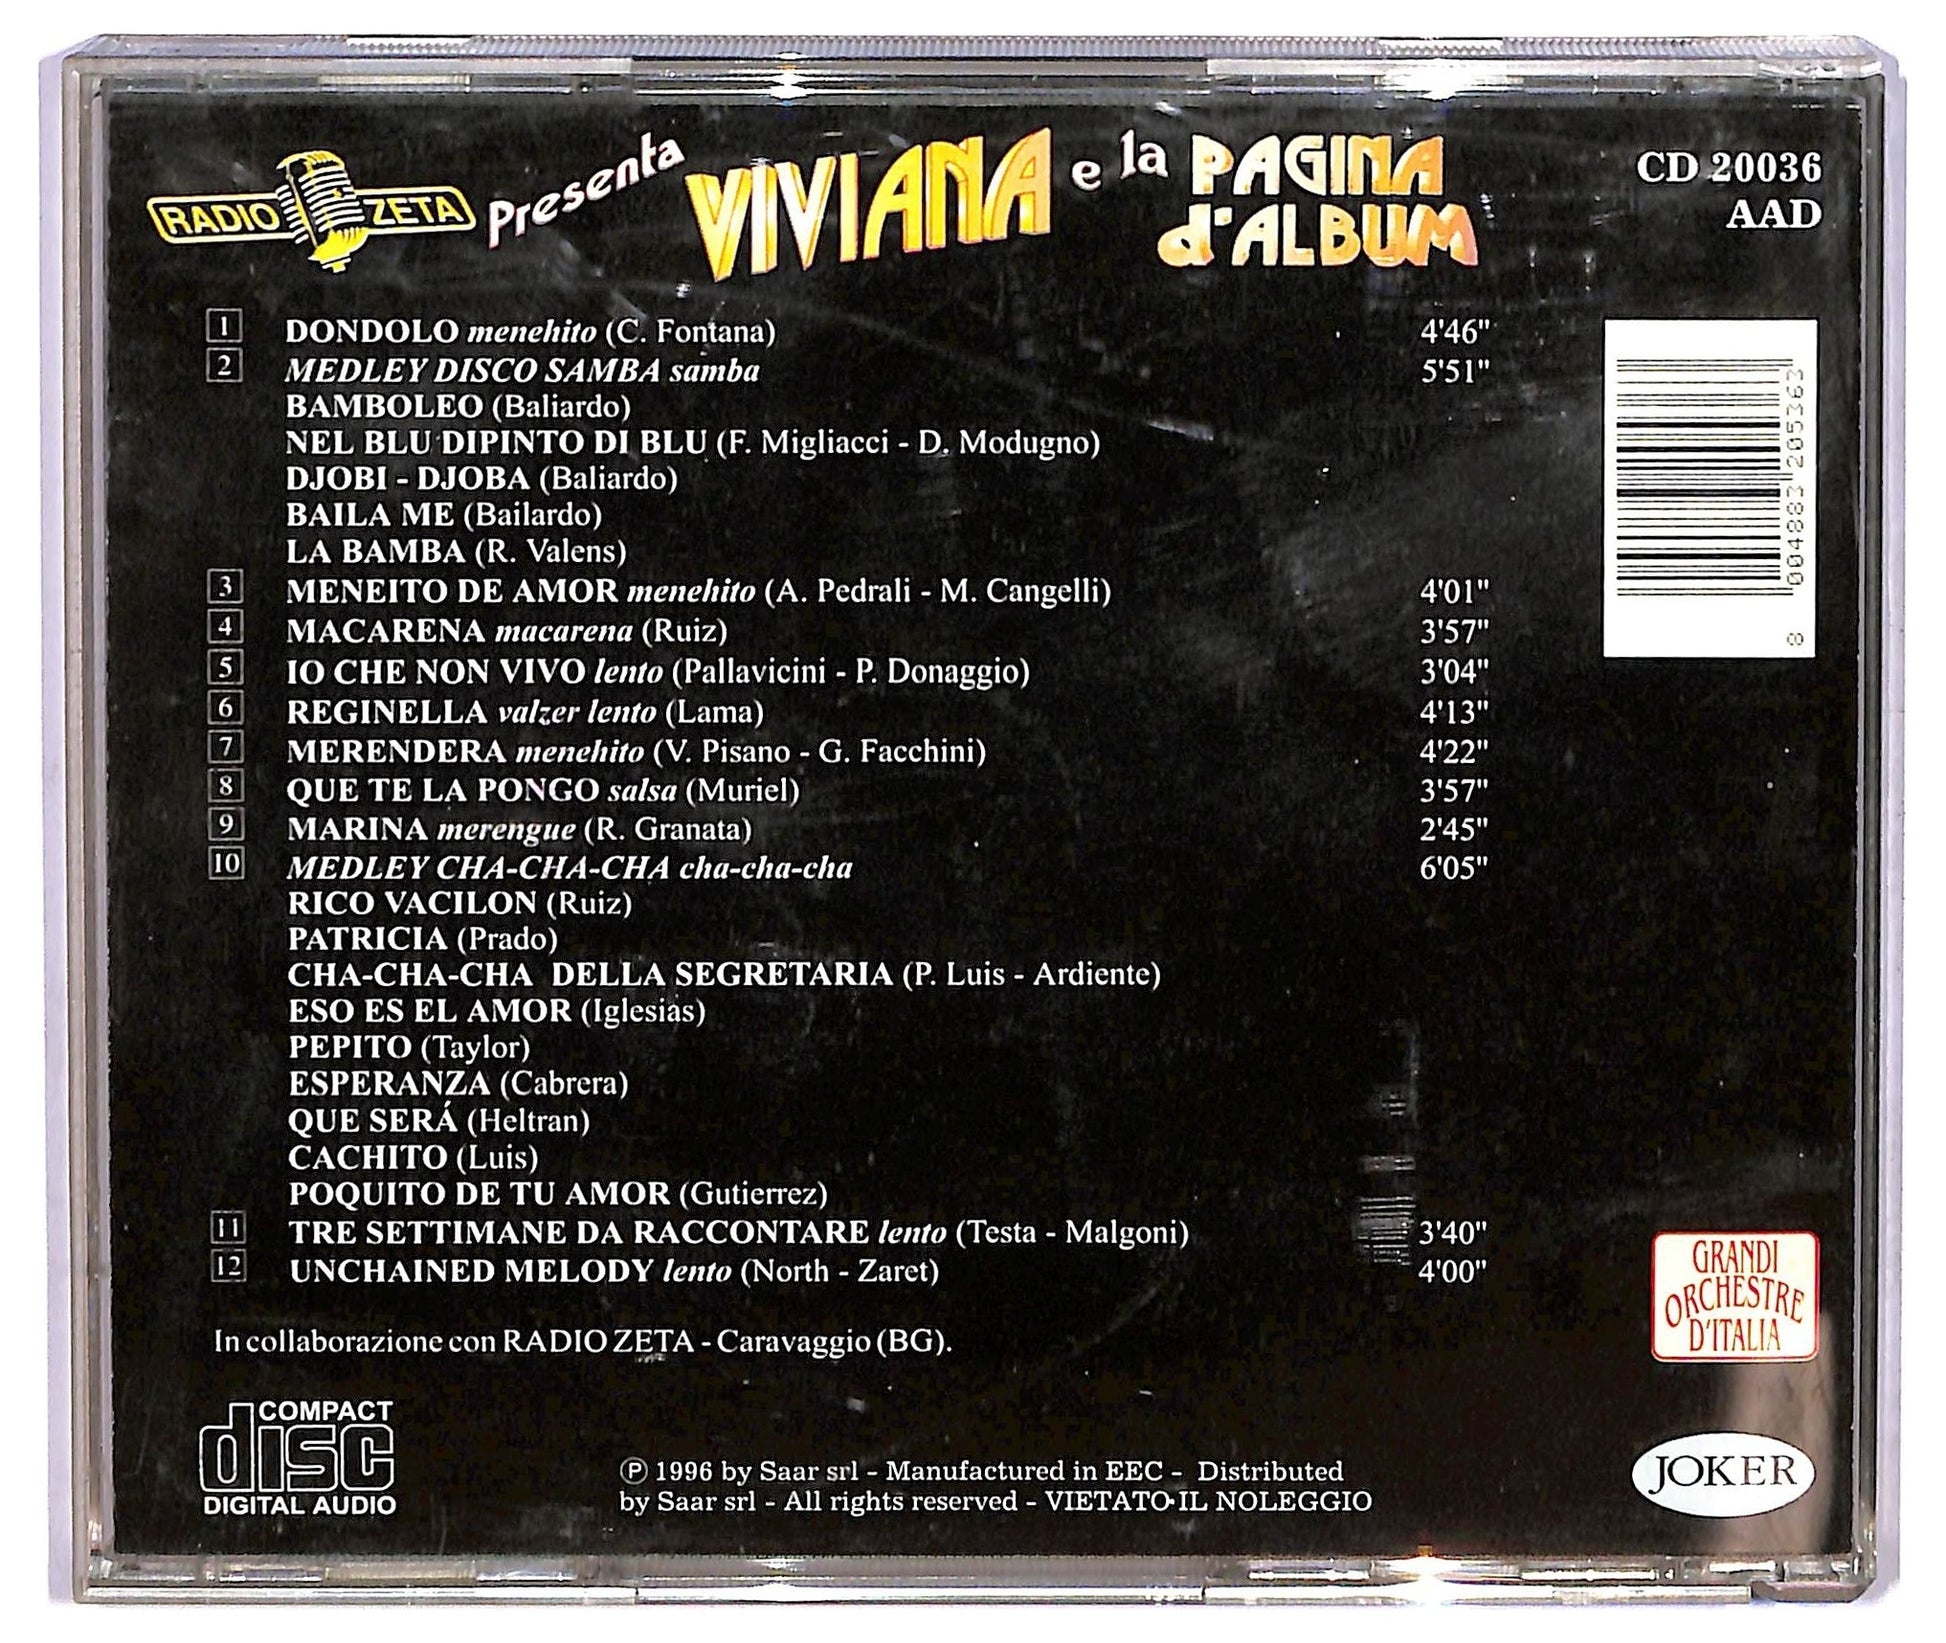 RADIO ZETA Presenta VIVIANA e la PAGINA d'ALBUM
CD 20036
AAD
1 DONDOLO menehito (C. Fontana) 4'46"
2 MEDLEY DISCO SAMBA samba 5'51"
BAMBOLEO (Baliardo)
NEL BLU DIPINTO DI BLU (F. Migliacci - D. Modugno)
DJOBI - DJOBA (Baliardo)
BAILA ME (Bailardo)
LA BAMBA (R. Valens)
3 MENEITO DE AMOR menehito (A. Pedrali - M. Cangelli) 4'01"
4 MACARENA macarena (Ruiz) 3'57"
5 IO CHE NON VIVO lento (Pallavicini - P. Donaggio) 3'04"
6 REGINELLA valzer lento (Lama) 4'13"
7 MERENDERA menehito (V. Pisano - G. Facchini) 4'22"
8 QUE TE LA PONGO salsa (Muriel) 3'57"
9 MARINA merengue (R. Granata) 2'45"
10 MEDLEY CHA-CHA-CHA cha-cha-cha 6'05"
RICO VACILON (Ruiz)
PATRICIA (Prado)
CHA-CHA-CHA DELLA SEGRETARIA (P. Luis - Ardiente)
ESO ES EL AMOR (Iglesias)
PEPITO (Taylor)
ESPERANZA (Cabrera)
QUE SERÁ (Heltran)
CACHITO (Luis)
POQUITO DE TU AMOR (Gutierrez)
11 TRE SETTIMANE DA RACCONTARE lento (Testa - Malgoni) 3'40"
12 UNCHAINED MELODY lento (North - Zaret) 4'00"
8 004883 205363
In collaborazione con RADIO ZETA - Caravaggio (BG).
GRANDI
ORCHESTRE
D'ITALIA
COMPACT
disc
DIGITAL AUDIO
℗ 1996 by Saar srl - Manufactured in EEC - Distributed
by Saar srl - All rights reserved - VIETATO IL NOLEGGIO
JOKER